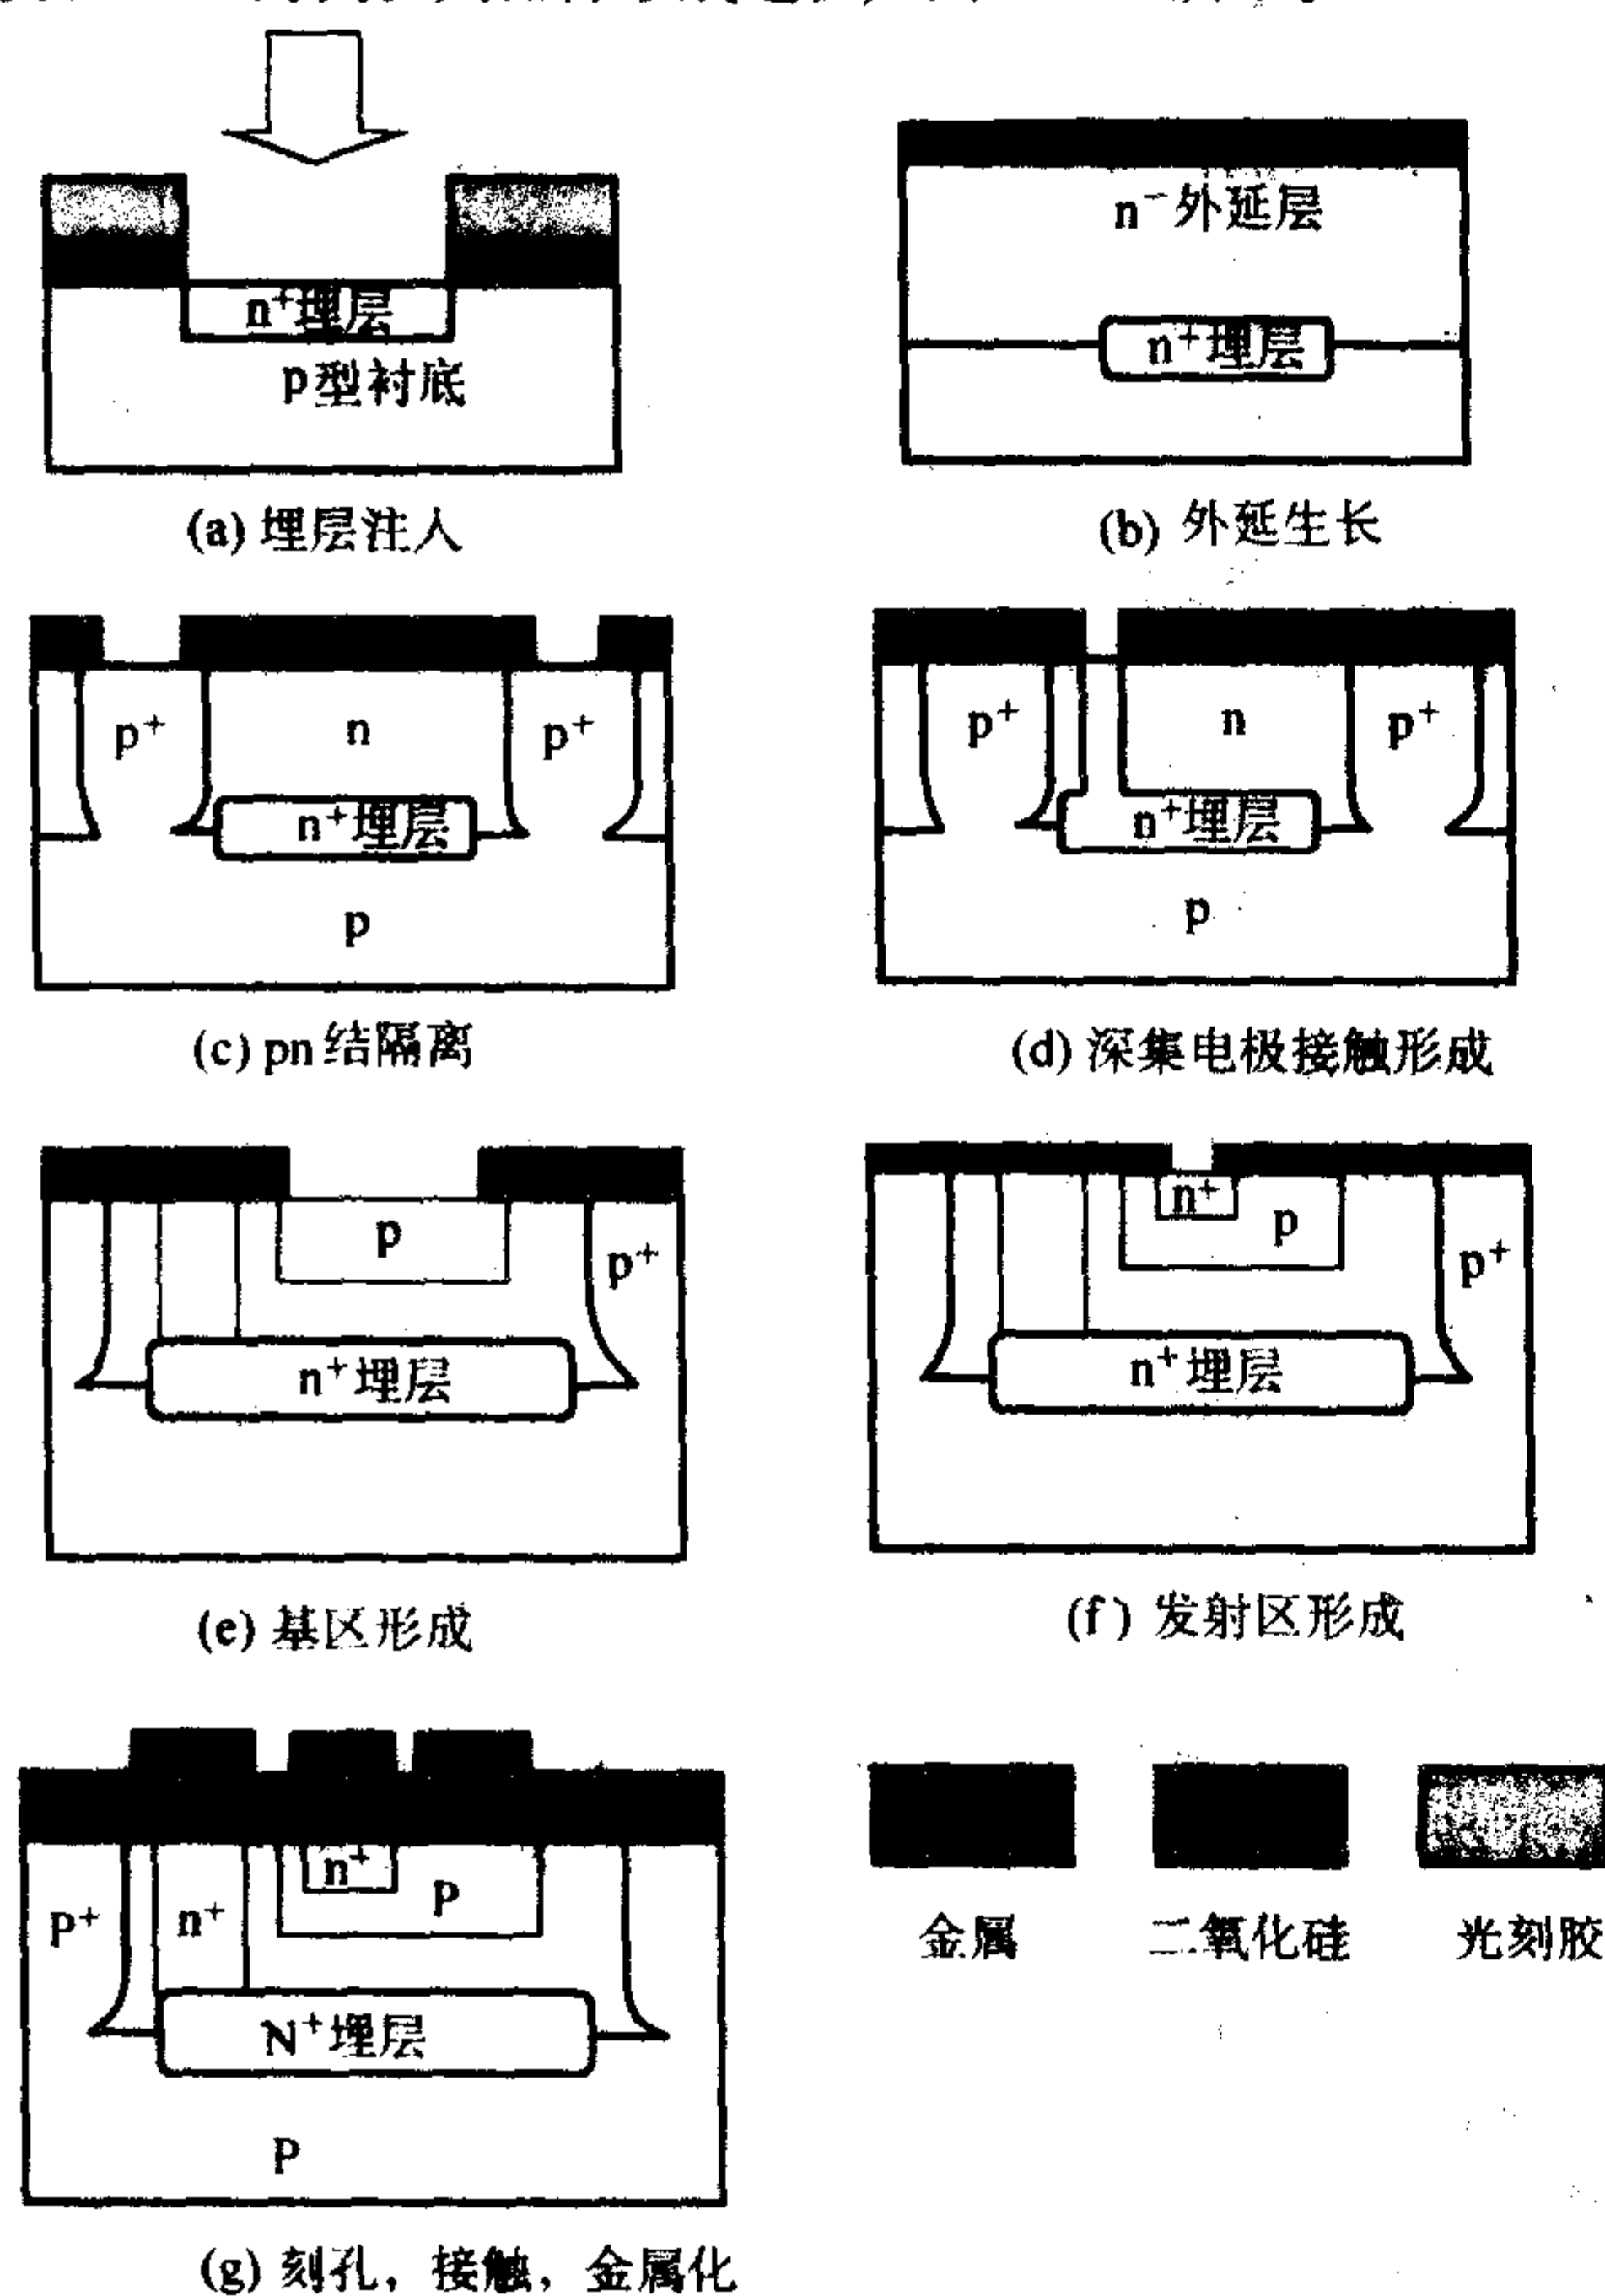 n⁺埋层
p型衬底
(a) 埋层注入
n⁻外延层
n⁺埋层
(b) 外延生长
p⁺ n p⁺
n⁺埋层
p
(c) pn结隔离
p⁺ n p⁺
n⁺埋层
p
(d) 深集电极接触形成
p
p⁺
n⁺埋层
(e) 基区形成
n⁺
p
p⁺
n⁺埋层
(f) 发射区形成
n⁺
p
p⁺ n⁺
N⁺埋层
p
(g) 刻孔，接触，金属化
金属 二氧化硅 光刻胶